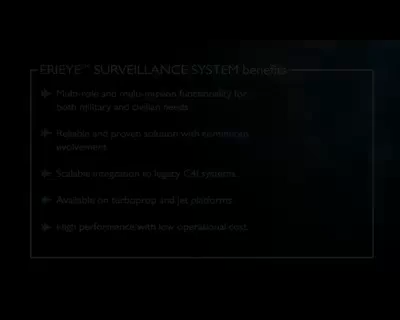 ERIEYE™ SURVEILLANCE SYSTEM benefits
Multi-role and multi-mission functionality for
both military and civilian needs
Reliable and proven solution with
Scalable integration to legacy C4I systems
Available on turboprop and jet platforms
High performance with low operational cost